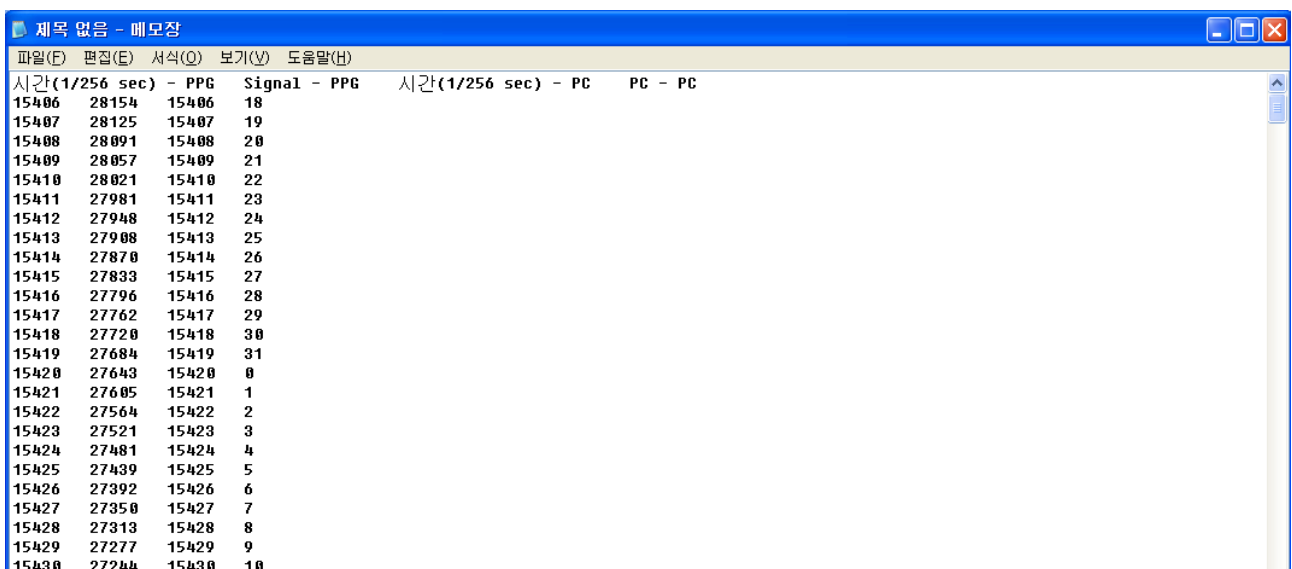 제목 없음 - 메모장
파일(F) 편집(E) 서식(O) 보기(V) 도움말(H)
시간(1/256 sec) - PPG Signal - PPG 시간(1/256 sec) - PC PC - PC
15406 28154 15406 18
15407 28125 15407 19
15408 28091 15408 20
15409 28057 15409 21
15410 28021 15410 22
15411 27981 15411 23
15412 27948 15412 24
15413 27908 15413 25
15414 27870 15414 26
15415 27833 15415 27
15416 27796 15416 28
15417 27762 15417 29
15418 27720 15418 30
15419 27684 15419 31
15420 27643 15420 0
15421 27605 15421 1
15422 27564 15422 2
15423 27521 15423 3
15424 27481 15424 4
15425 27439 15425 5
15426 27392 15426 6
15427 27350 15427 7
15428 27313 15428 8
15429 27277 15429 9
15430 27244 15430 10